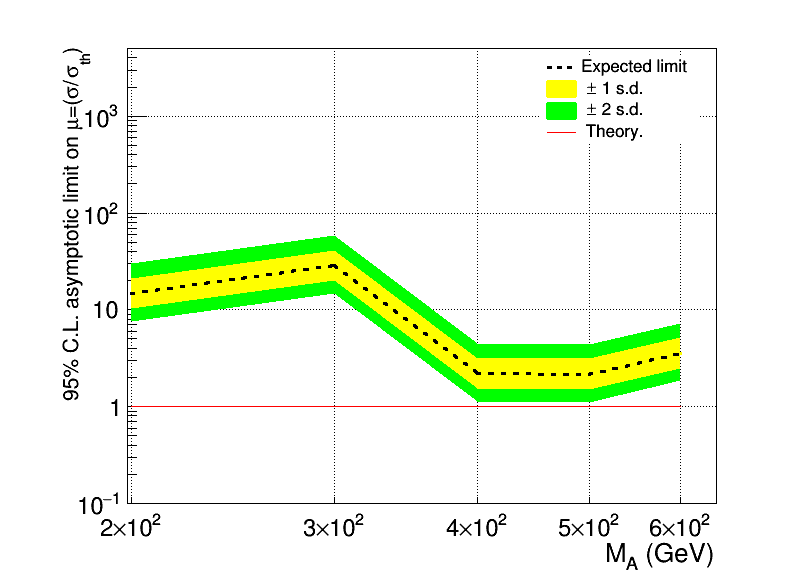 Expected limit
± 1 s.d.
± 2 s.d.
Theory.
95% C.L. asymptotic limit on μ=(σ/σ_th)
10³
10²
10
1
10⁻¹
2×10²
3×10²
4×10²
5×10²
6×10²
M_A (GeV)